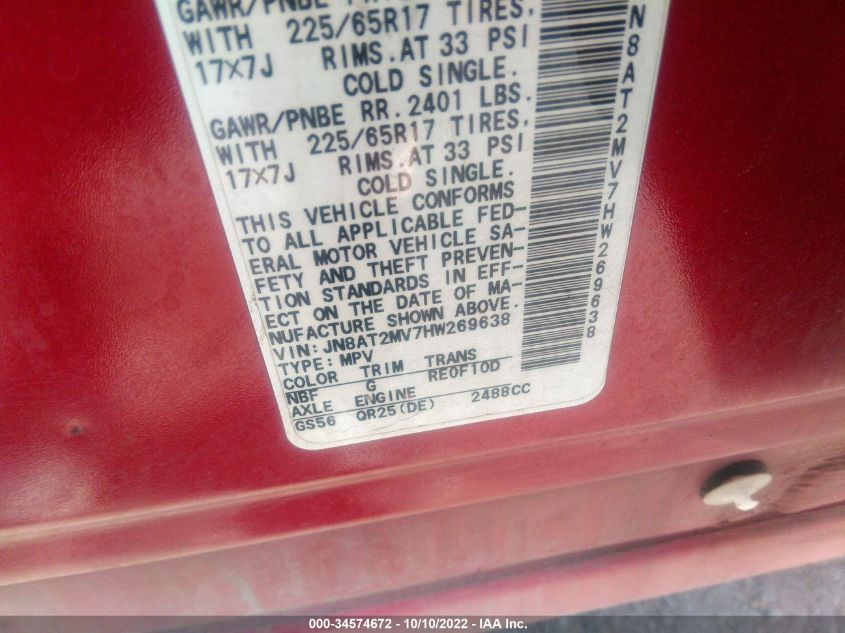 GAWR/PNBE
WITH 225/65R17 TIRES,
17X7J RIMS.AT 33 PSI
COLD SINGLE.
GAWR/PNBE RR.2401 LBS.
WITH 225/65R17 TIRES,
17X7J RIMS.AT 33 PSI
COLD SINGLE.
THIS VEHICLE CONFORMS
TO ALL APPLICABLE FED-
ERAL MOTOR VEHICLE SA-
FETY AND THEFT PREVEN-
TION STANDARDS IN EFF-
ECT ON THE DATE OF MA-
NUFACTURE SHOWN ABOVE.
VIN:JN8AT2MV7HW269638
TYPE:MPV
COLOR TRIM TRANS
NBF G RE0F10D
AXLE ENGINE
GS56 QR25(DE) 2488CC
N8AT2MV7HW269638
000-34574672 - 10/10/2022 - IAA Inc.